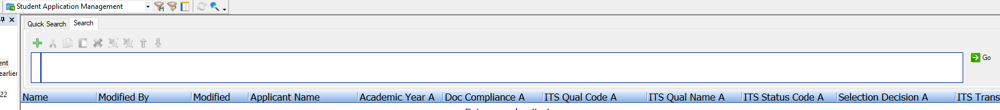 Student Application Management
Quick Search Search
Go
ent
earlier
22
Name Modified By Modified Applicant Name Academic Year A Doc Compliance A ITS Qual Code A ITS Qual Name A ITS Status Code A Selection Decision A ITS Trans